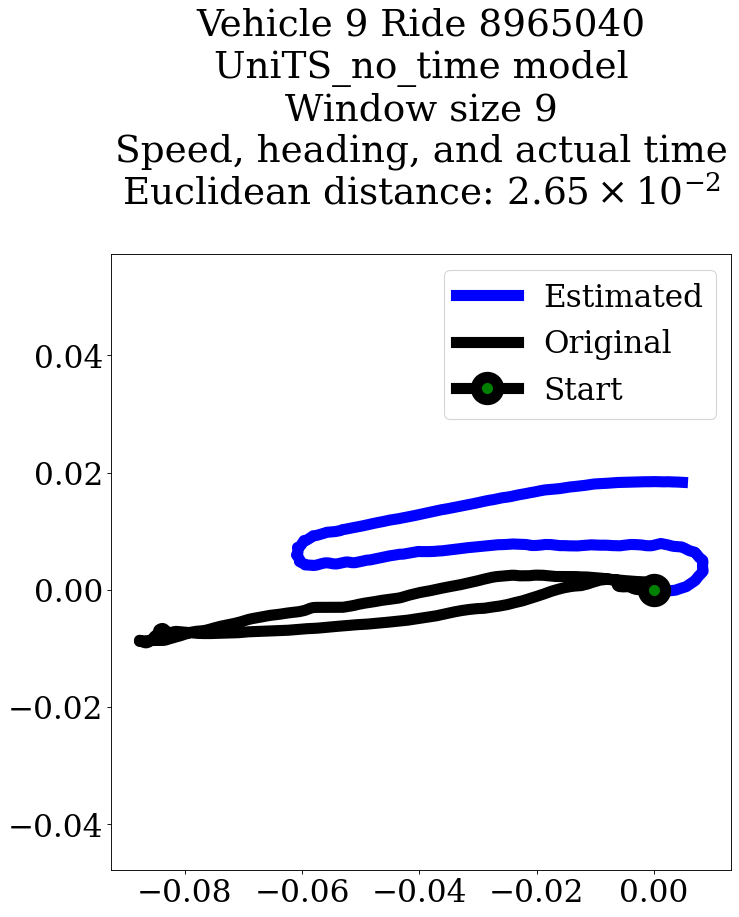 Vehicle 9 Ride 8965040
UniTS_no_time model
Window size 9
Speed, heading, and actual time
Euclidean distance: 2.65 × 10⁻²
Estimated
Original
Start
0.04
0.02
0.00
−0.02
−0.04
−0.08 −0.06 −0.04 −0.02 0.00